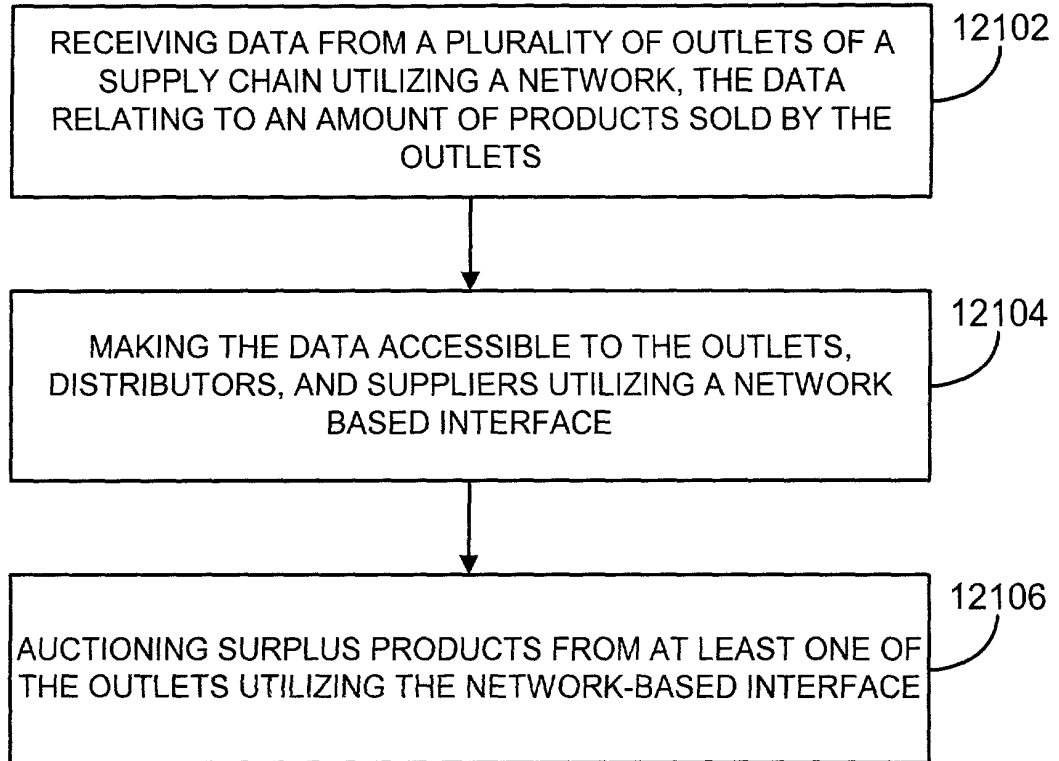 RECEIVING DATA FROM A PLURALITY OF OUTLETS OF A
SUPPLY CHAIN UTILIZING A NETWORK, THE DATA
RELATING TO AN AMOUNT OF PRODUCTS SOLD BY THE
OUTLETS
12102
MAKING THE DATA ACCESSIBLE TO THE OUTLETS,
DISTRIBUTORS, AND SUPPLIERS UTILIZING A NETWORK
BASED INTERFACE
12104
AUCTIONING SURPLUS PRODUCTS FROM AT LEAST ONE OF
THE OUTLETS UTILIZING THE NETWORK-BASED INTERFACE
12106